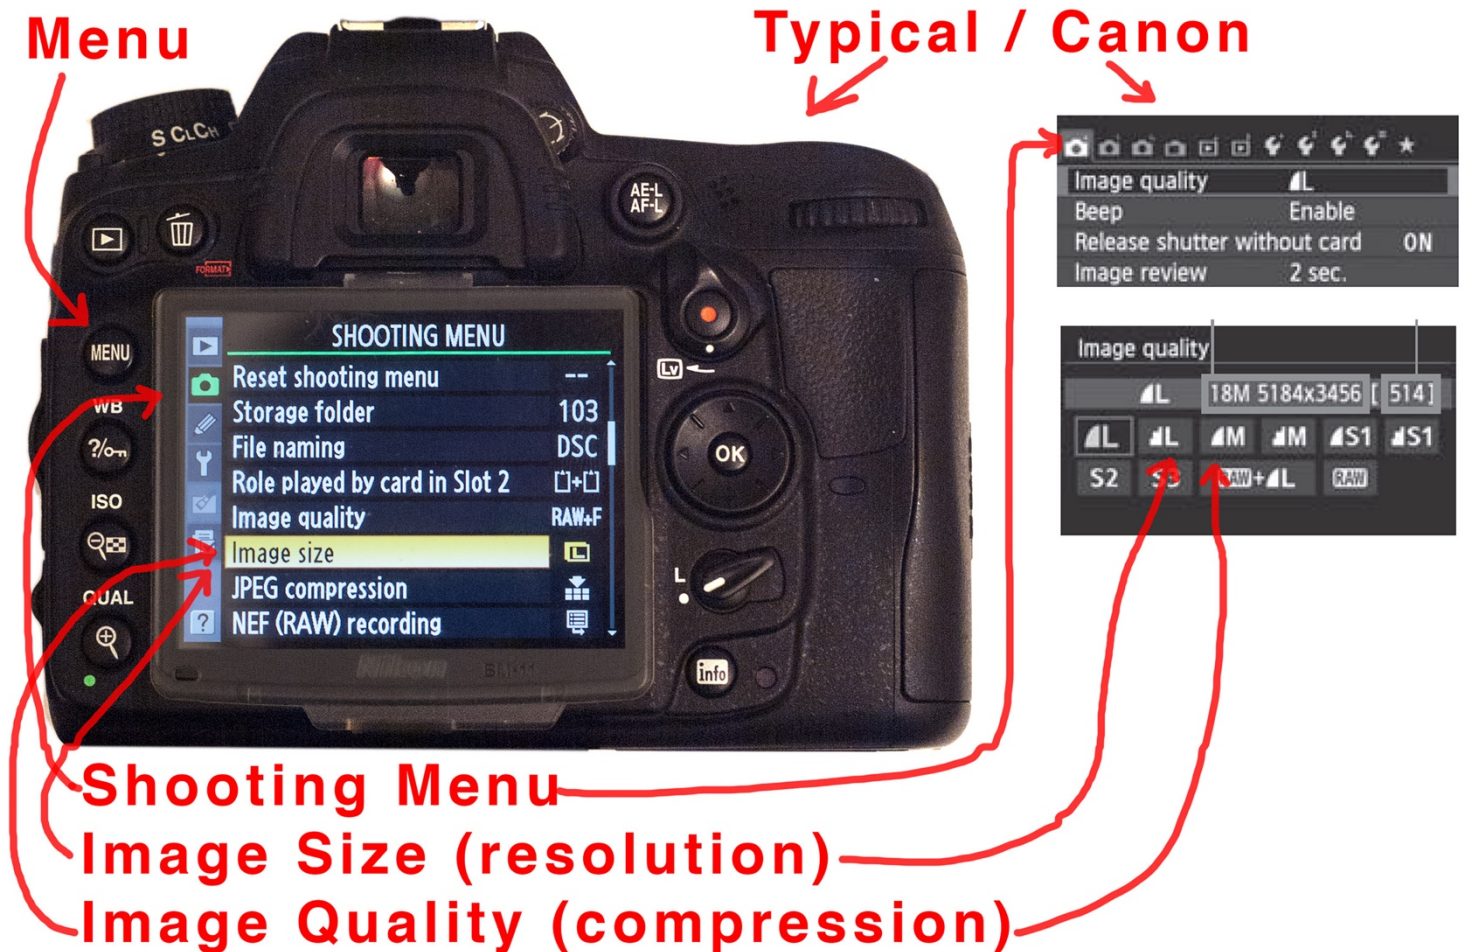 Menu
Typical / Canon
S CL CH
AE-L
AF-L
FORMAT
MENU
WB
ISO
QUAL
SHOOTING MENU
Reset shooting menu --
Storage folder 103
File naming DSC
Role played by card in Slot 2
Image quality RAW+F
Image size L
JPEG compression
NEF (RAW) recording
?
?
Nikon
Lv
OK
L
info
Image quality L
Beep Enable
Release shutter without card ON
Image review 2 sec.
Image quality
L 18M 5184x3456 [ 514]
L L M M S1 S1
S2 RAW+L RAW
Shooting Menu
Image Size (resolution)
Image Quality (compression)